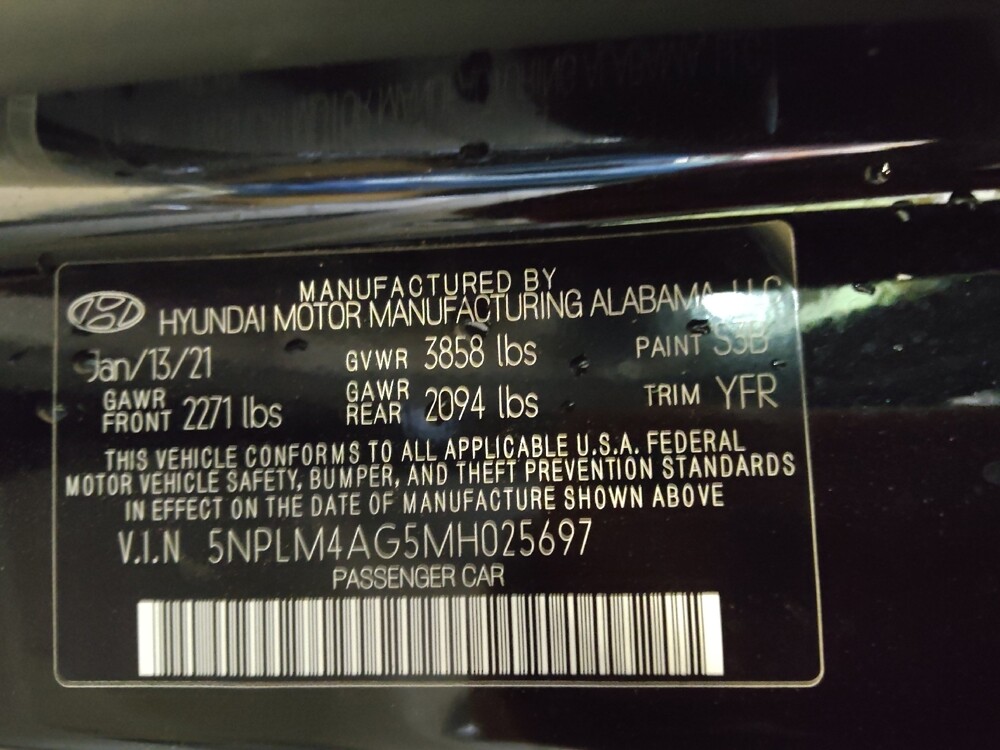 MANUFACTURED BY
HYUNDAI MOTOR MANUFACTURING ALABAMA, LLC
Jan/13/21 GVWR 3858 lbs PAINT S3B
GAWR FRONT 2271 lbs GAWR REAR 2094 lbs TRIM YFR
THIS VEHICLE CONFORMS TO ALL APPLICABLE U.S.A. FEDERAL
MOTOR VEHICLE SAFETY, BUMPER, AND THEFT PREVENTION STANDARDS
IN EFFECT ON THE DATE OF MANUFACTURE SHOWN ABOVE
V.I.N 5NPLM4AG5MH025697
PASSENGER CAR